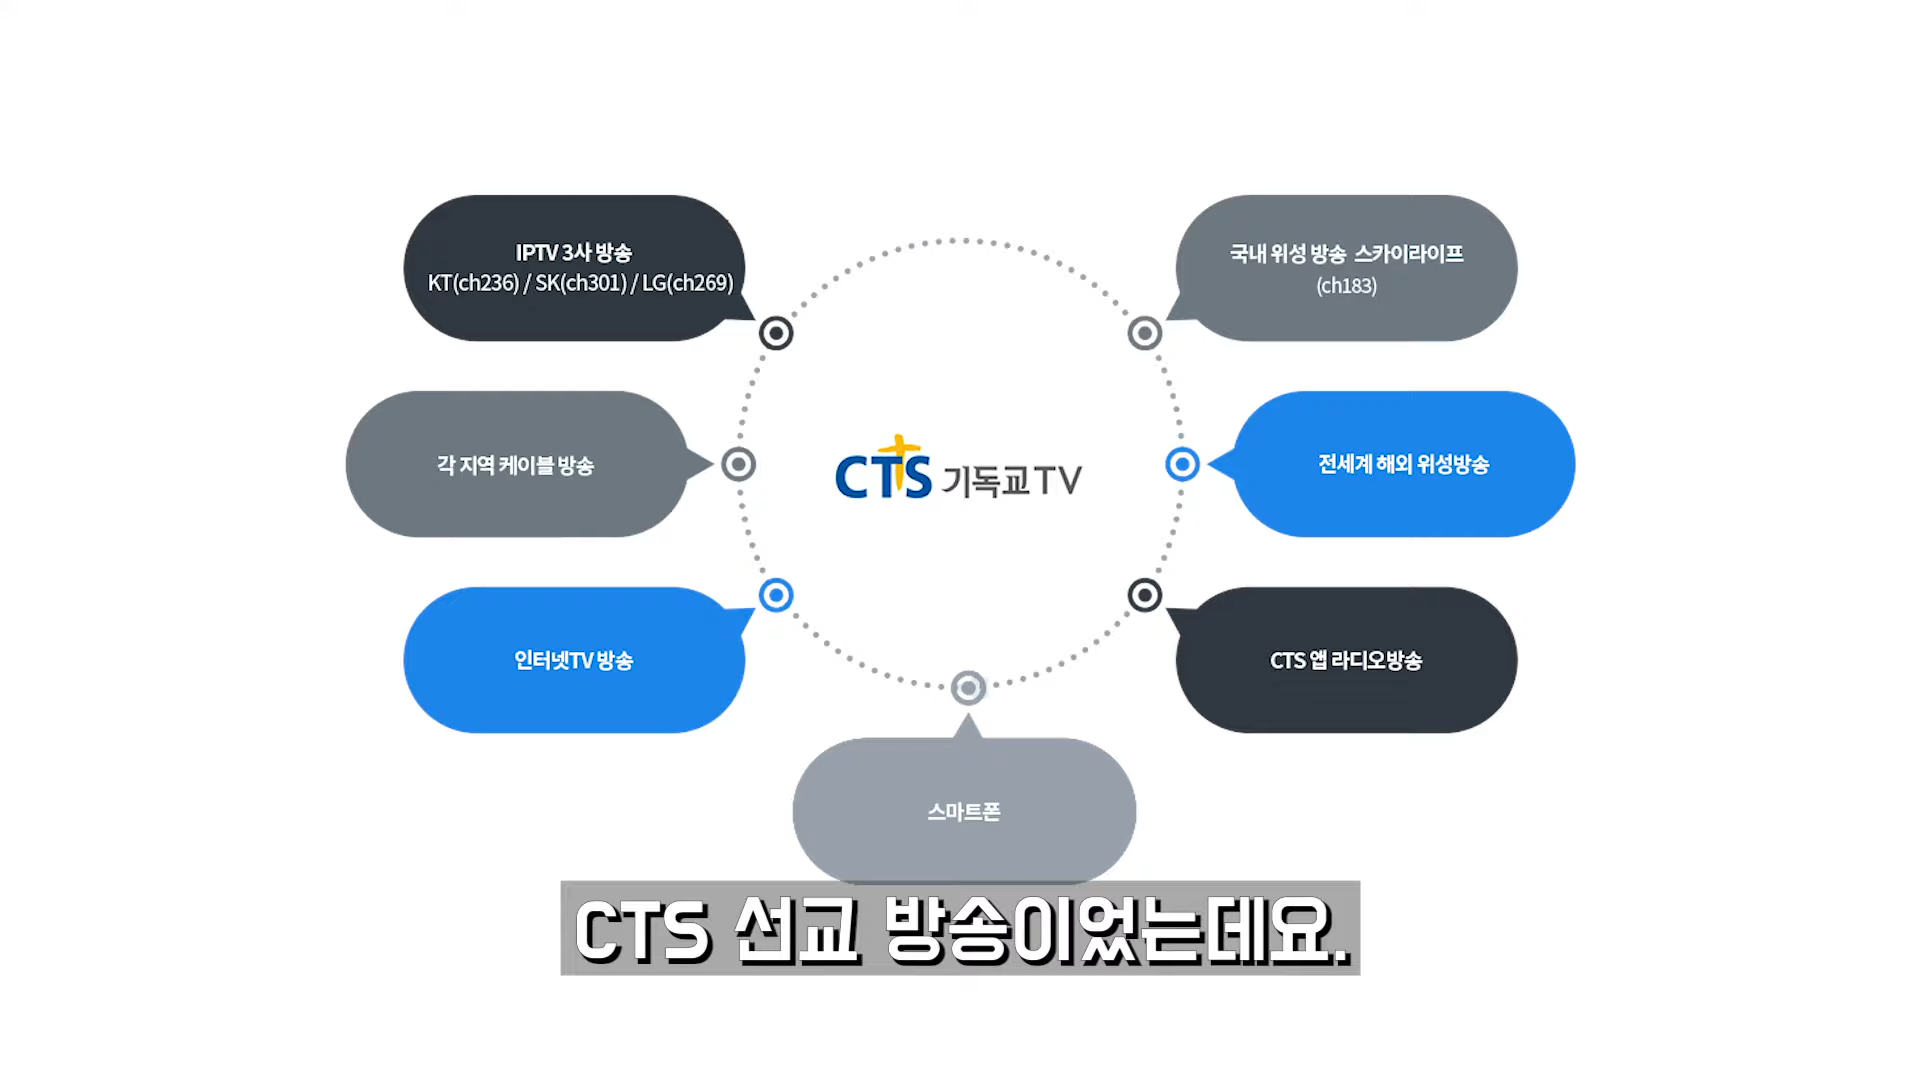 IPTV 3사 방송
KT(ch236) / SK(ch301) / LG(ch269)
국내 위성 방송 스카이라이프
(ch183)
각 지역 케이블 방송
CTS 기독교TV
전세계 해외 위성방송
인터넷TV 방송
CTS 앱 라디오방송
스마트폰
CTS 선교 방송이었는데요.